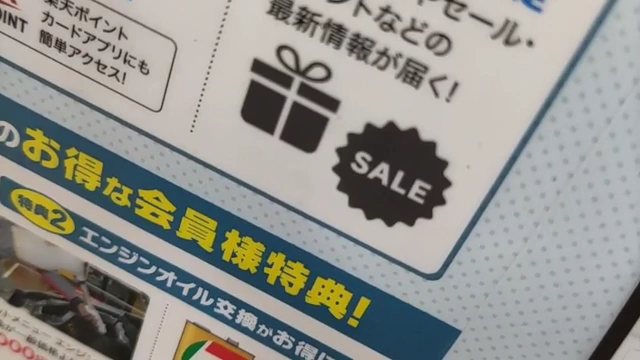 楽天ポイント
カードアプリにも
簡単アクセス!
POINT
セール・
ントなどの
最新情報が届く!
SALE
のお得な会員様特典!
特典2
エンジンオイル交換がお得に